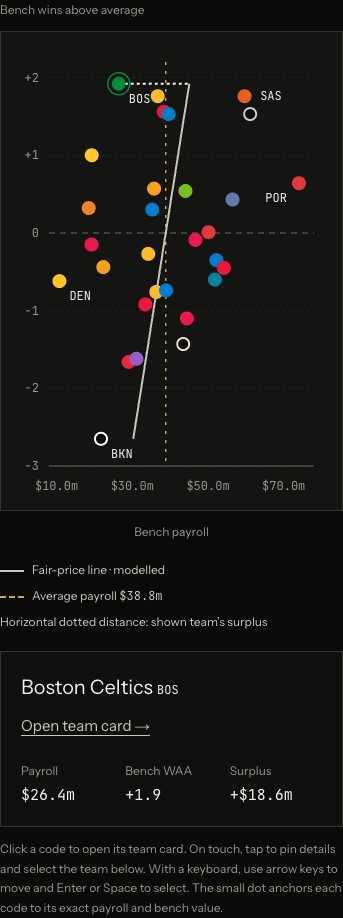 Bench wins above average
+2
BOS
SAS
+1
POR
0
DEN
-1
-2
BKN
-3
$10.0m $30.0m $50.0m $70.0m
Bench payroll
Fair-price line · modelled
Average payroll $38.8m
Horizontal dotted distance: shown team’s surplus
Boston Celtics BOS
Open team card →
Payroll Bench WAA Surplus
$26.4m +1.9 +$18.6m
Click a code to open its team card. On touch, tap to pin details
and select the team below. With a keyboard, use arrow keys to
move and Enter or Space to select. The small dot anchors each
code to its exact payroll and bench value.